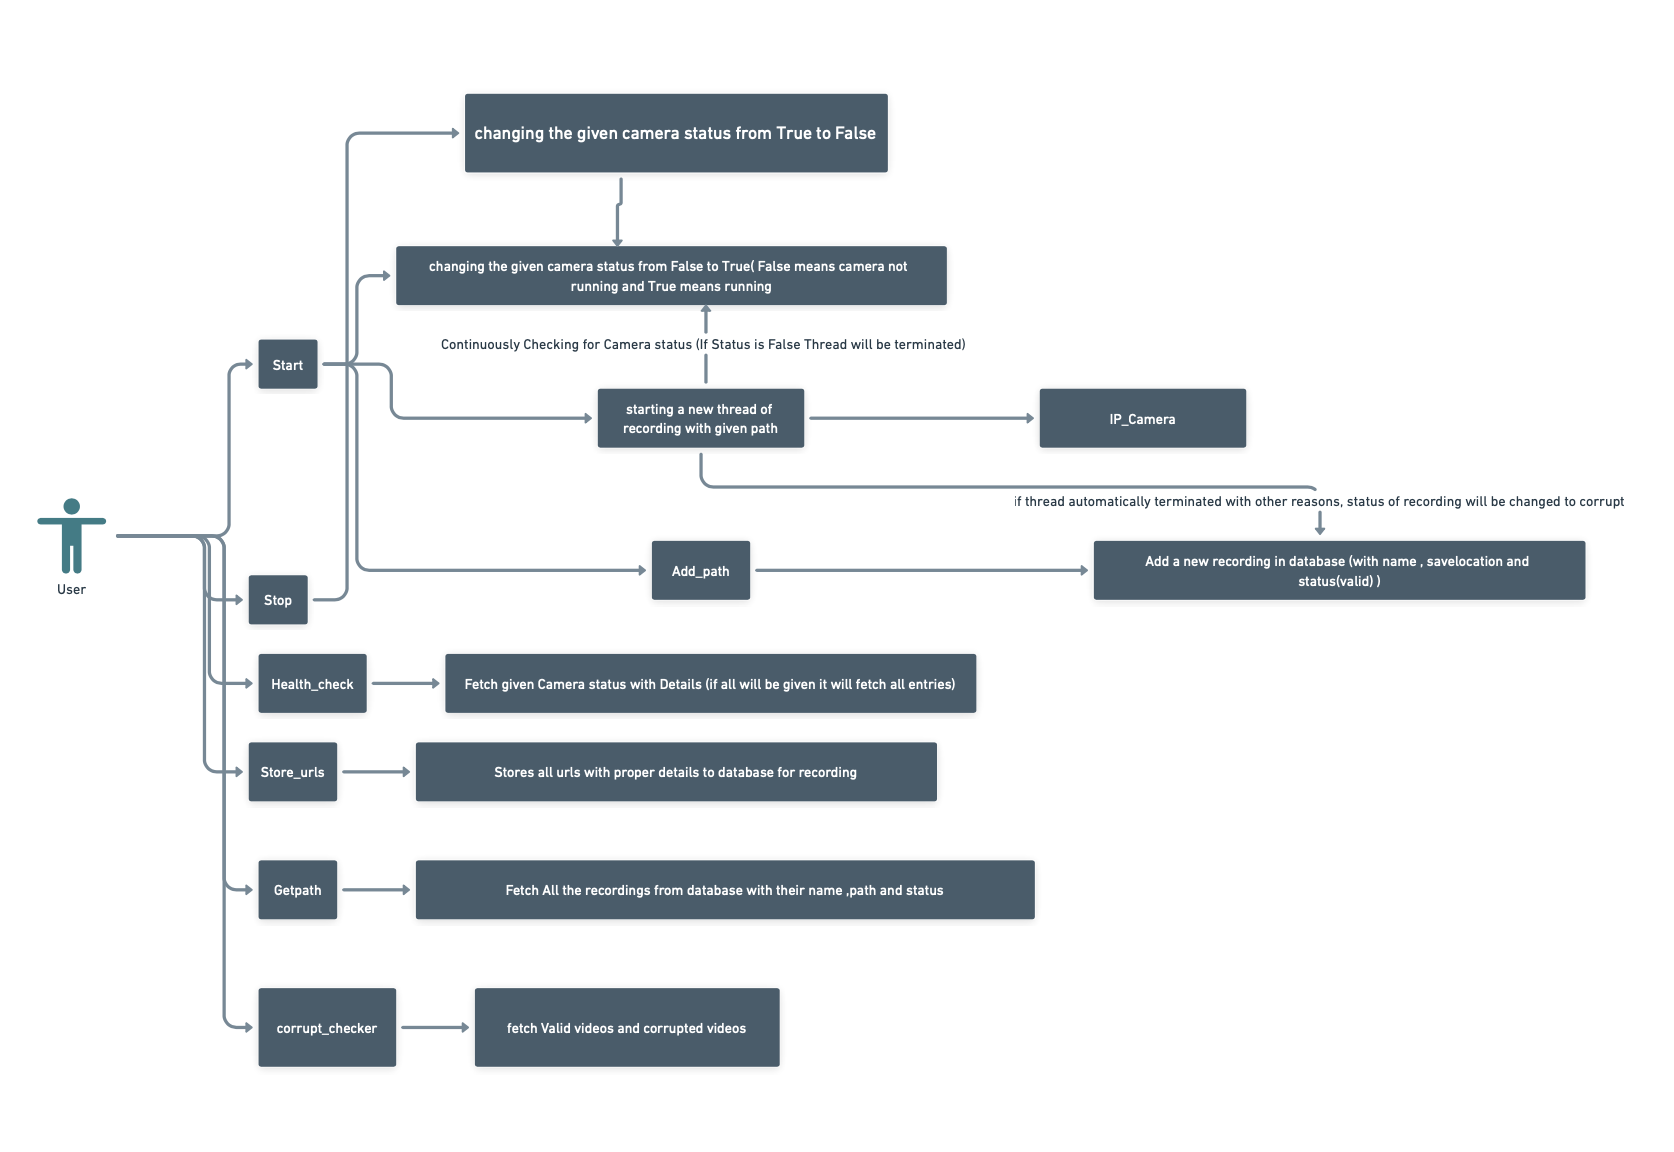 changing the given camera status from True to False
changing the given camera status from False to True( False means camera not
running and True means running
Continuously Checking for Camera status (If Status is False Thread will be terminated)
Start
starting a new thread of
recording with given path
IP_Camera
if thread automatically terminated with other reasons, status of recording will be changed to corrupt
User
Stop
Add_path
Add a new recording in database (with name , savelocation and
status(valid) )
Health_check
Fetch given Camera status with Details (if all will be given it will fetch all entries)
Store_urls
Stores all urls with proper details to database for recording
Getpath
Fetch All the recordings from database with their name ,path and status
corrupt_checker
fetch Valid videos and corrupted videos